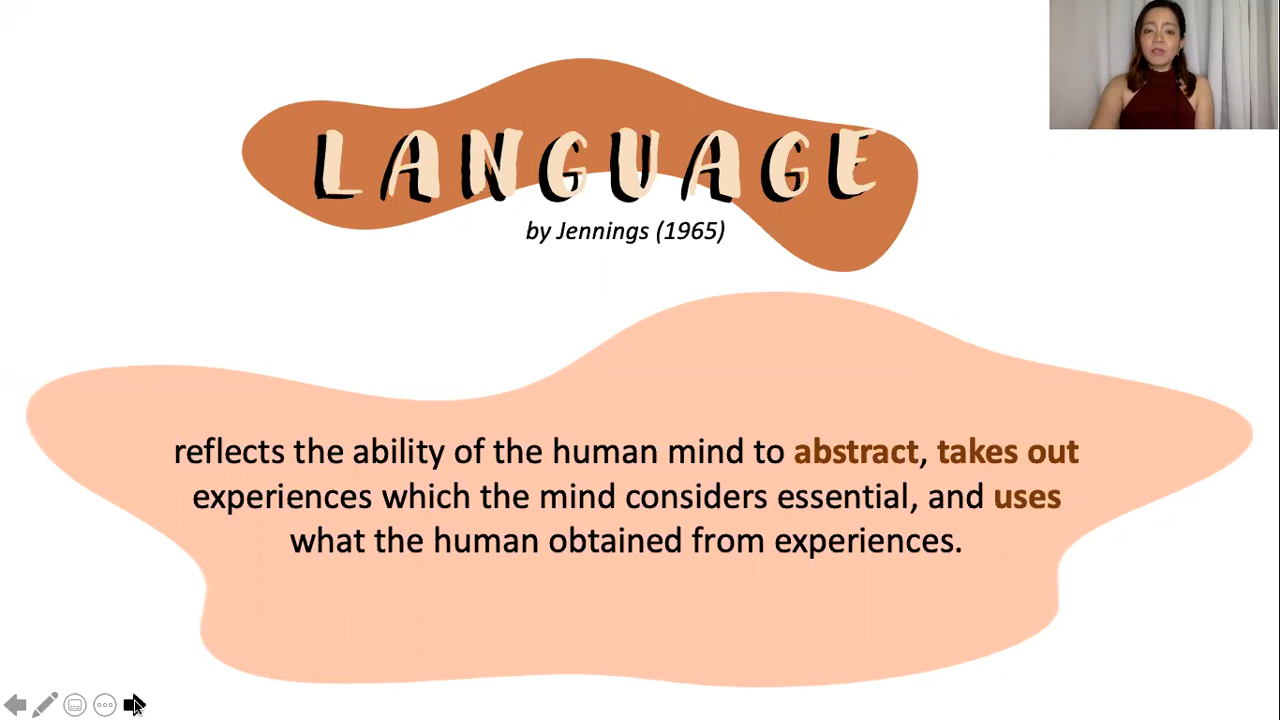 LANGUAGE
by Jennings (1965)
reflects the ability of the human mind to abstract, takes out
experiences which the mind considers essential, and uses
what the human obtained from experiences.